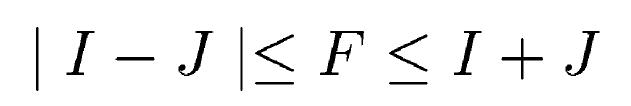 | I − J |≤ F ≤ I + J